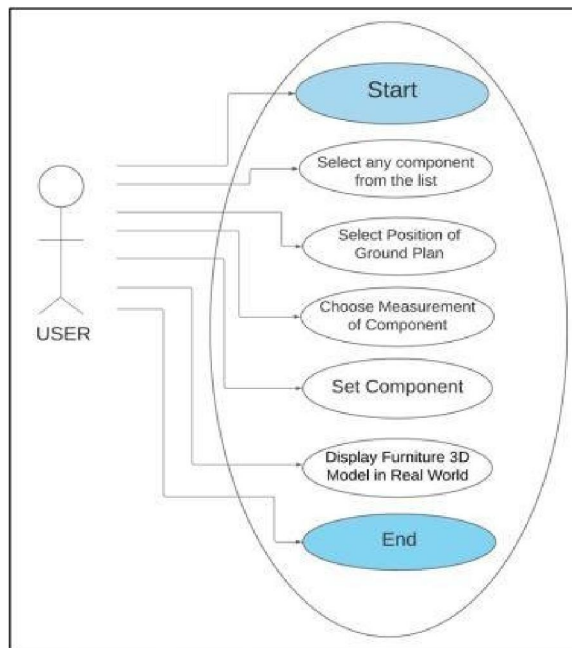 Start
Select any component
from the list
Select Position of
Ground Plan
Choose Measurement
of Component
USER
Set Component
Display Furniture 3D
Model in Real World
End